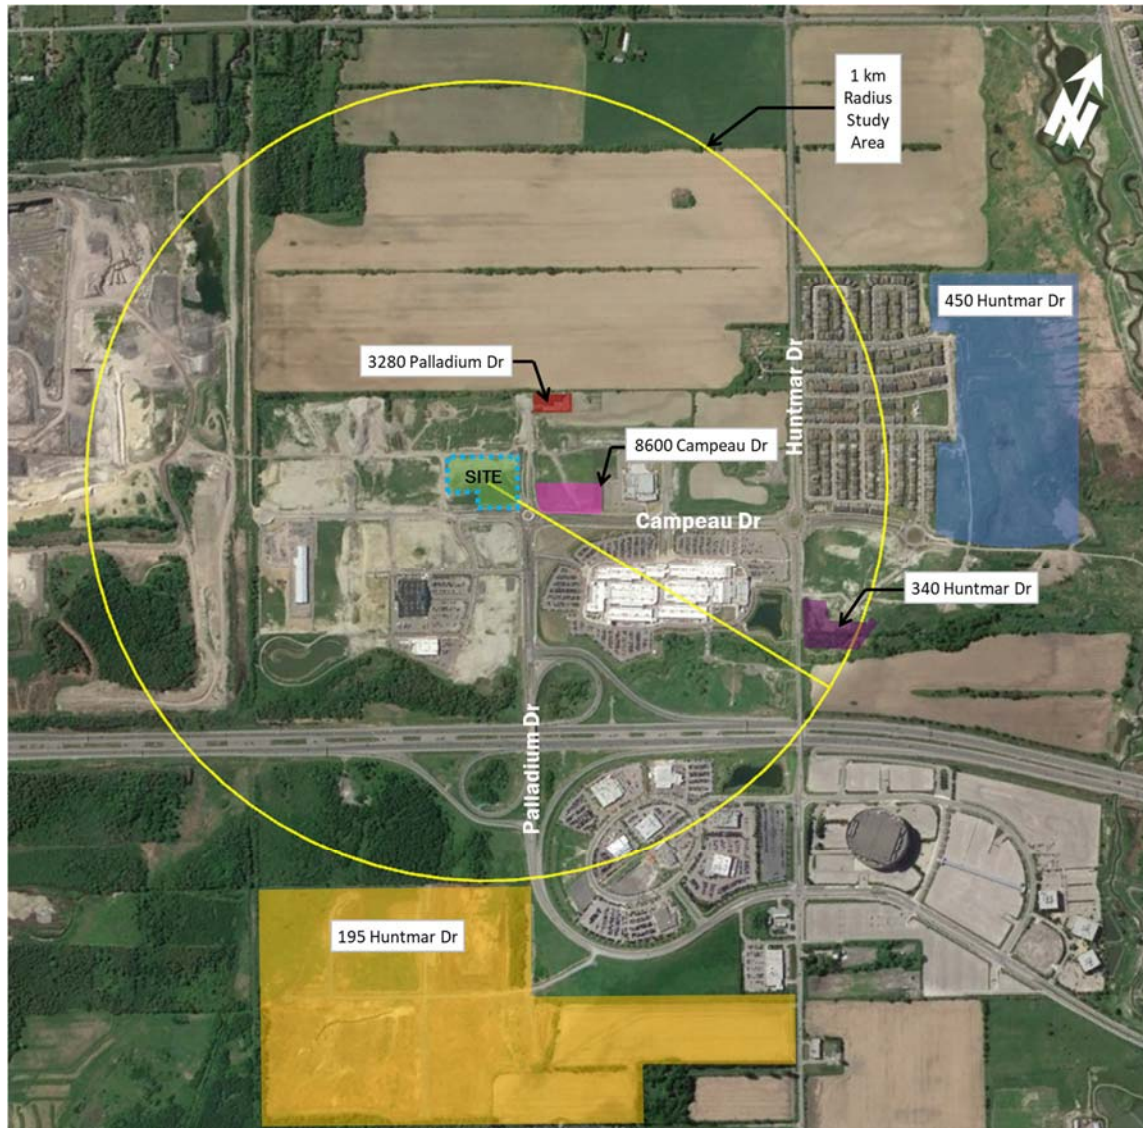 1 km
Radius
Study
Area
N
450 Huntmar Dr
3280 Palladium Dr
Huntmar Dr
8600 Campeau Dr
SITE
Campeau Dr
340 Huntmar Dr
Palladium Dr
195 Huntmar Dr